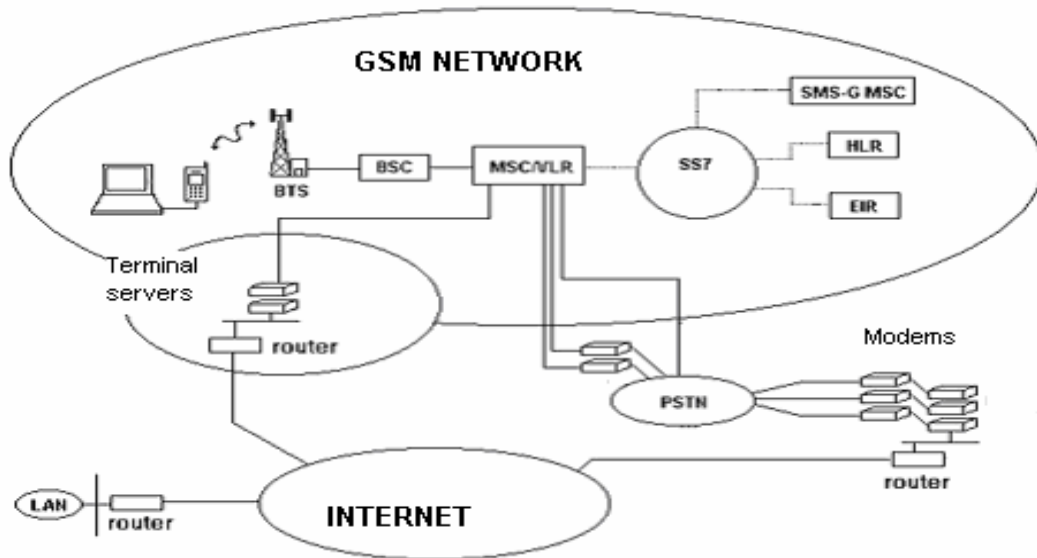 GSM NETWORK
SMS-G MSC
HLR
BTS
BSC
MSC/VLR
SS7
EIR
Terminal
servers
router
Modems
PSTN
router
LAN
router
INTERNET